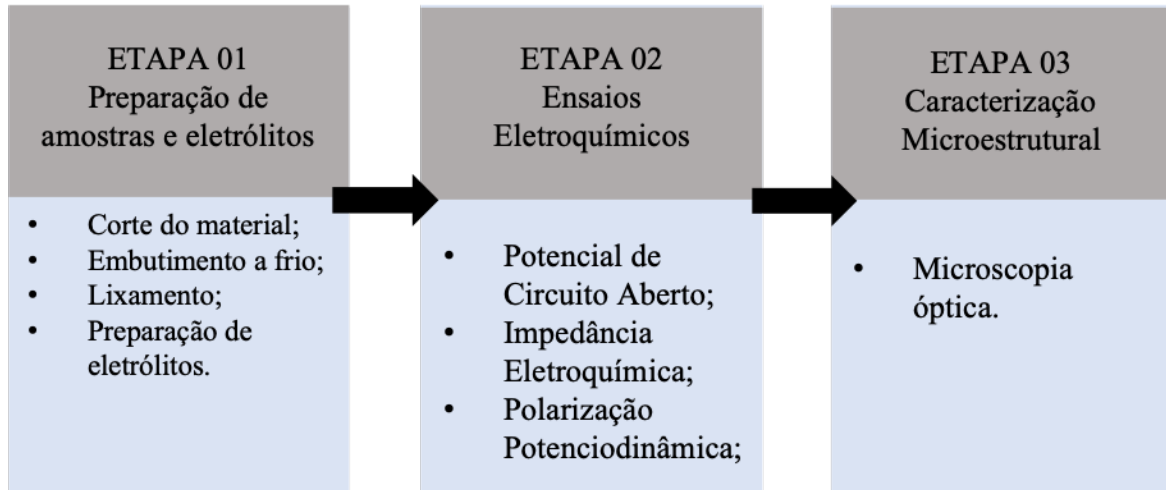 ETAPA 01
Preparação de
amostras e eletrólitos
• Corte do material;
• Embutimento a frio;
• Lixamento;
• Preparação de
eletrólitos.
ETAPA 02
Ensaios
Eletroquímicos
• Potencial de
Circuito Aberto;
• Impedância
Eletroquímica;
• Polarização
Potenciodinâmica;
ETAPA 03
Caracterização
Microestrutural
• Microscopia
óptica.